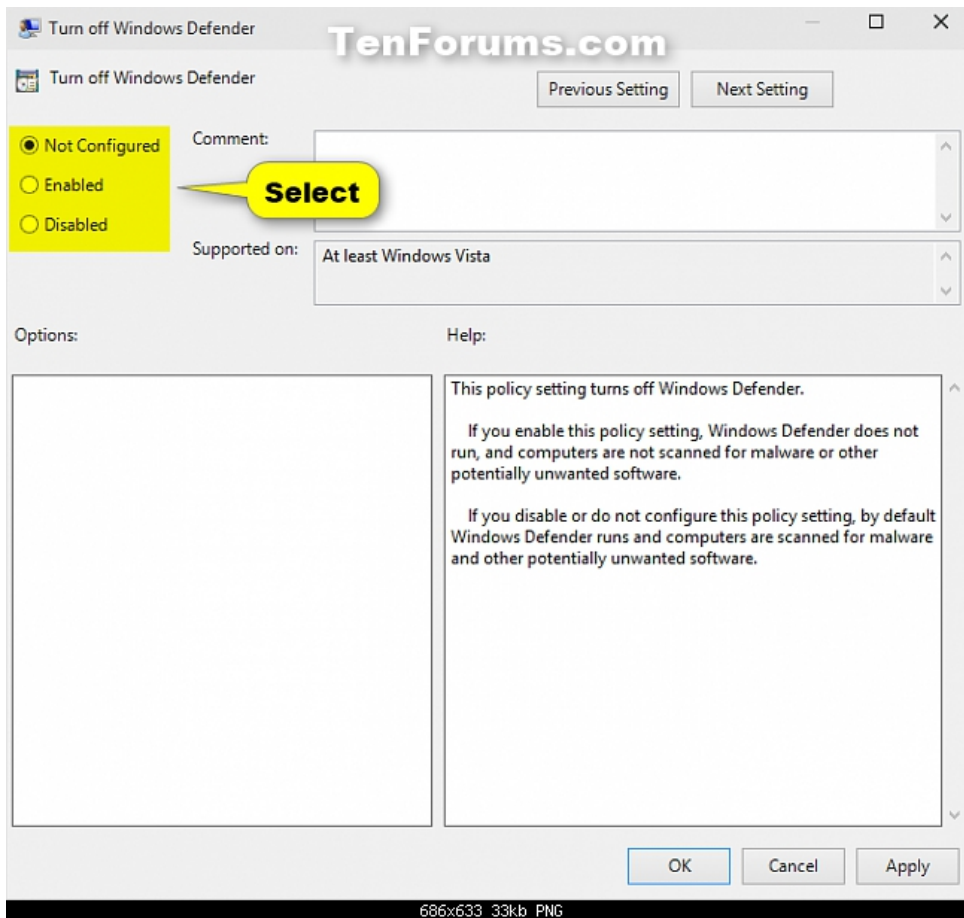 Turn off Windows Defender
TenForums.com
Turn off Windows Defender
Previous Setting
Next Setting
Not Configured
Enabled
Disabled
Select
Comment:
Supported on:
At least Windows Vista
Options:
Help:
This policy setting turns off Windows Defender.
If you enable this policy setting, Windows Defender does not
run, and computers are not scanned for malware or other
potentially unwanted software.
If you disable or do not configure this policy setting, by default
Windows Defender runs and computers are scanned for malware
and other potentially unwanted software.
OK
Cancel
Apply
686x633 33kb PNG